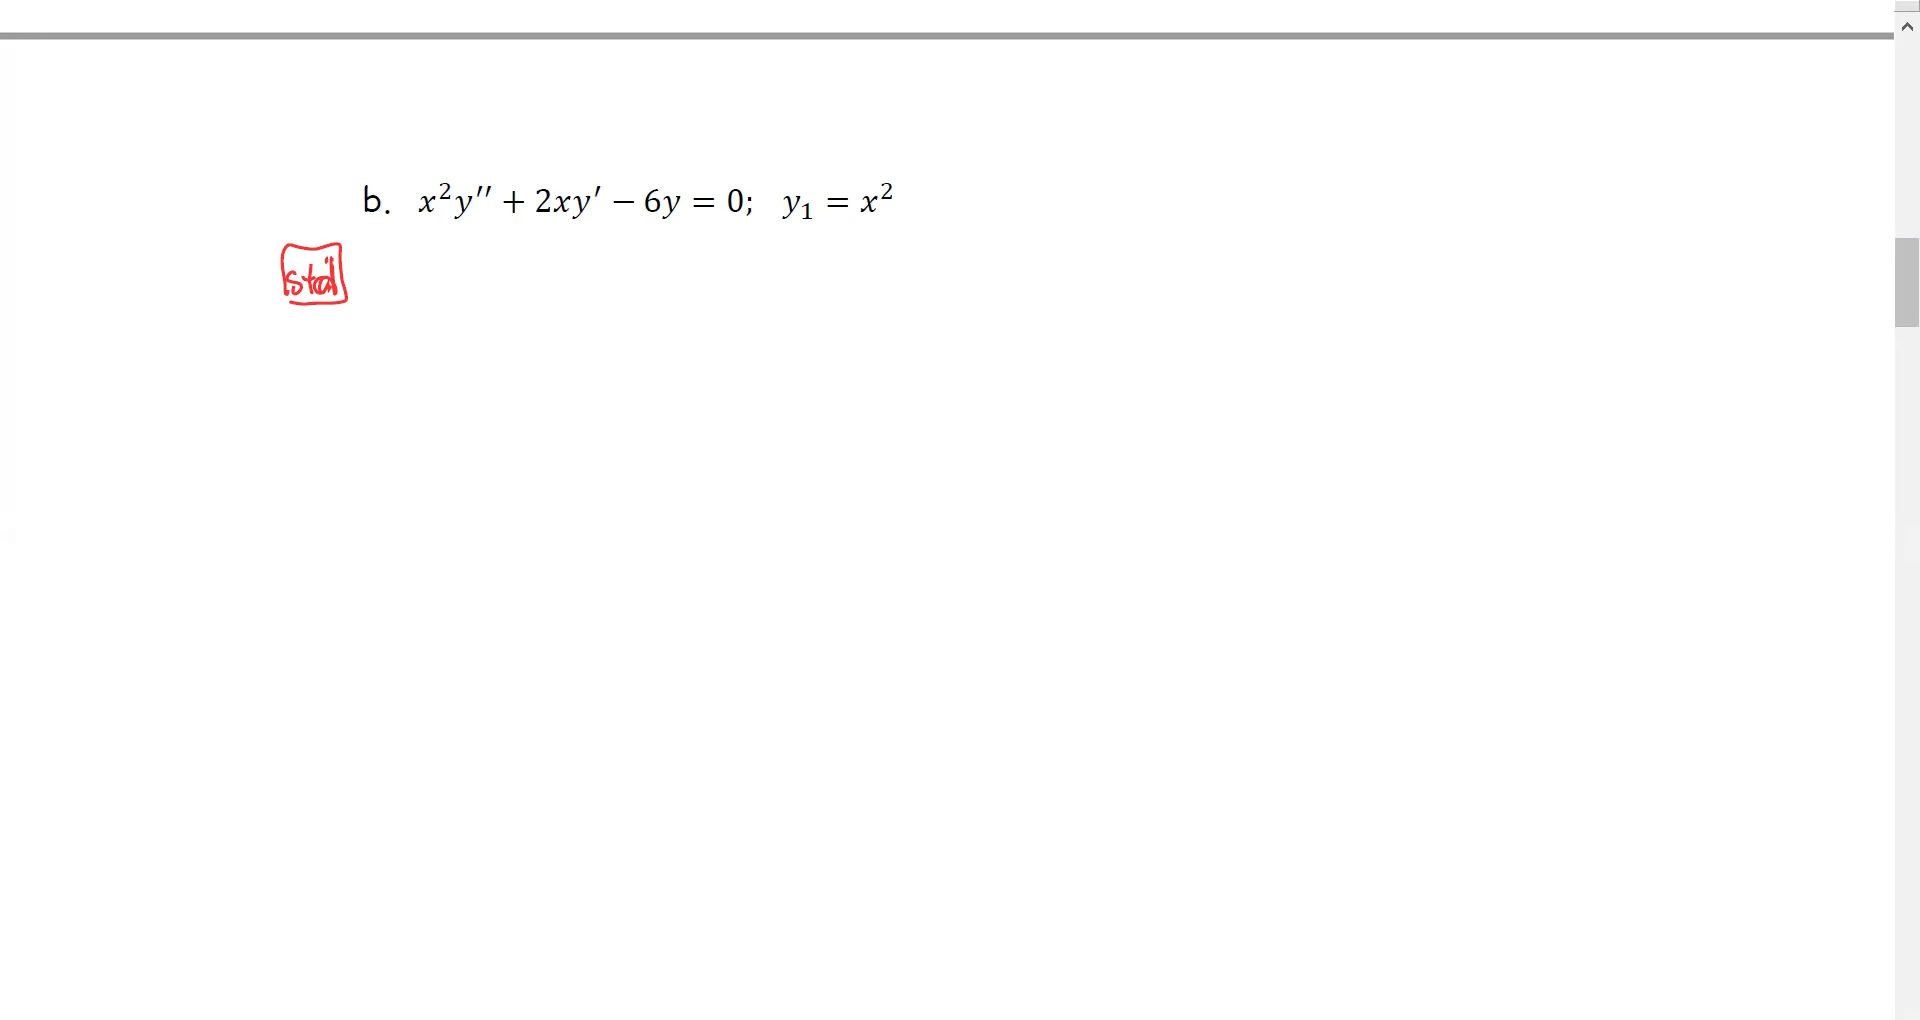 b. x²y′′ + 2xy′ − 6y = 0; y₁ = x²
std